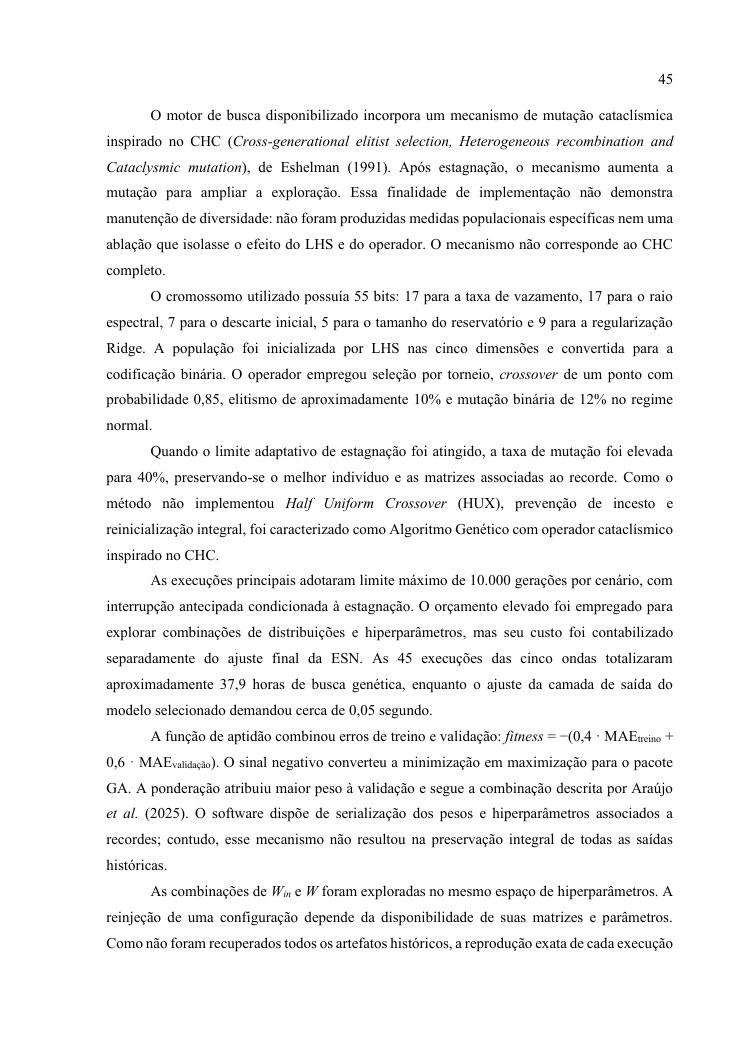 45
O motor de busca disponibilizado incorpora um mecanismo de mutação cataclísmica
inspirado no CHC (Cross-generational elitist selection, Heterogeneous recombination and
Cataclysmic mutation), de Eshelman (1991). Após estagnação, o mecanismo aumenta a
mutação para ampliar a exploração. Essa finalidade de implementação não demonstra
manutenção de diversidade: não foram produzidas medidas populacionais específicas nem uma
ablação que isolasse o efeito do LHS e do operador. O mecanismo não corresponde ao CHC
completo.
O cromossomo utilizado possuía 55 bits: 17 para a taxa de vazamento, 17 para o raio
espectral, 7 para o descarte inicial, 5 para o tamanho do reservatório e 9 para a regularização
Ridge. A população foi inicializada por LHS nas cinco dimensões e convertida para a
codificação binária. O operador empregou seleção por torneio, crossover de um ponto com
probabilidade 0,85, elitismo de aproximadamente 10% e mutação binária de 12% no regime
normal.
Quando o limite adaptativo de estagnação foi atingido, a taxa de mutação foi elevada
para 40%, preservando-se o melhor indivíduo e as matrizes associadas ao recorde. Como o
método não implementou Half Uniform Crossover (HUX), prevenção de incesto e
reinicialização integral, foi caracterizado como Algoritmo Genético com operador cataclísmico
inspirado no CHC.
As execuções principais adotaram limite máximo de 10.000 gerações por cenário, com
interrupção antecipada condicionada à estagnação. O orçamento elevado foi empregado para
explorar combinações de distribuições e hiperparâmetros, mas seu custo foi contabilizado
separadamente do ajuste final da ESN. As 45 execuções das cinco ondas totalizaram
aproximadamente 37,9 horas de busca genética, enquanto o ajuste da camada de saída do
modelo selecionado demandou cerca de 0,05 segundo.
A função de aptidão combinou erros de treino e validação: fitness = −(0,4 · MAEtreino +
0,6 · MAEvalidação). O sinal negativo converteu a minimização em maximização para o pacote
GA. A ponderação atribuiu maior peso à validação e segue a combinação descrita por Araújo
et al. (2025). O software dispõe de serialização dos pesos e hiperparâmetros associados a
recordes; contudo, esse mecanismo não resultou na preservação integral de todas as saídas
históricas.
As combinações de Win e W foram exploradas no mesmo espaço de hiperparâmetros. A
reinjeção de uma configuração depende da disponibilidade de suas matrizes e parâmetros.
Como não foram recuperados todos os artefatos históricos, a reprodução exata de cada execução